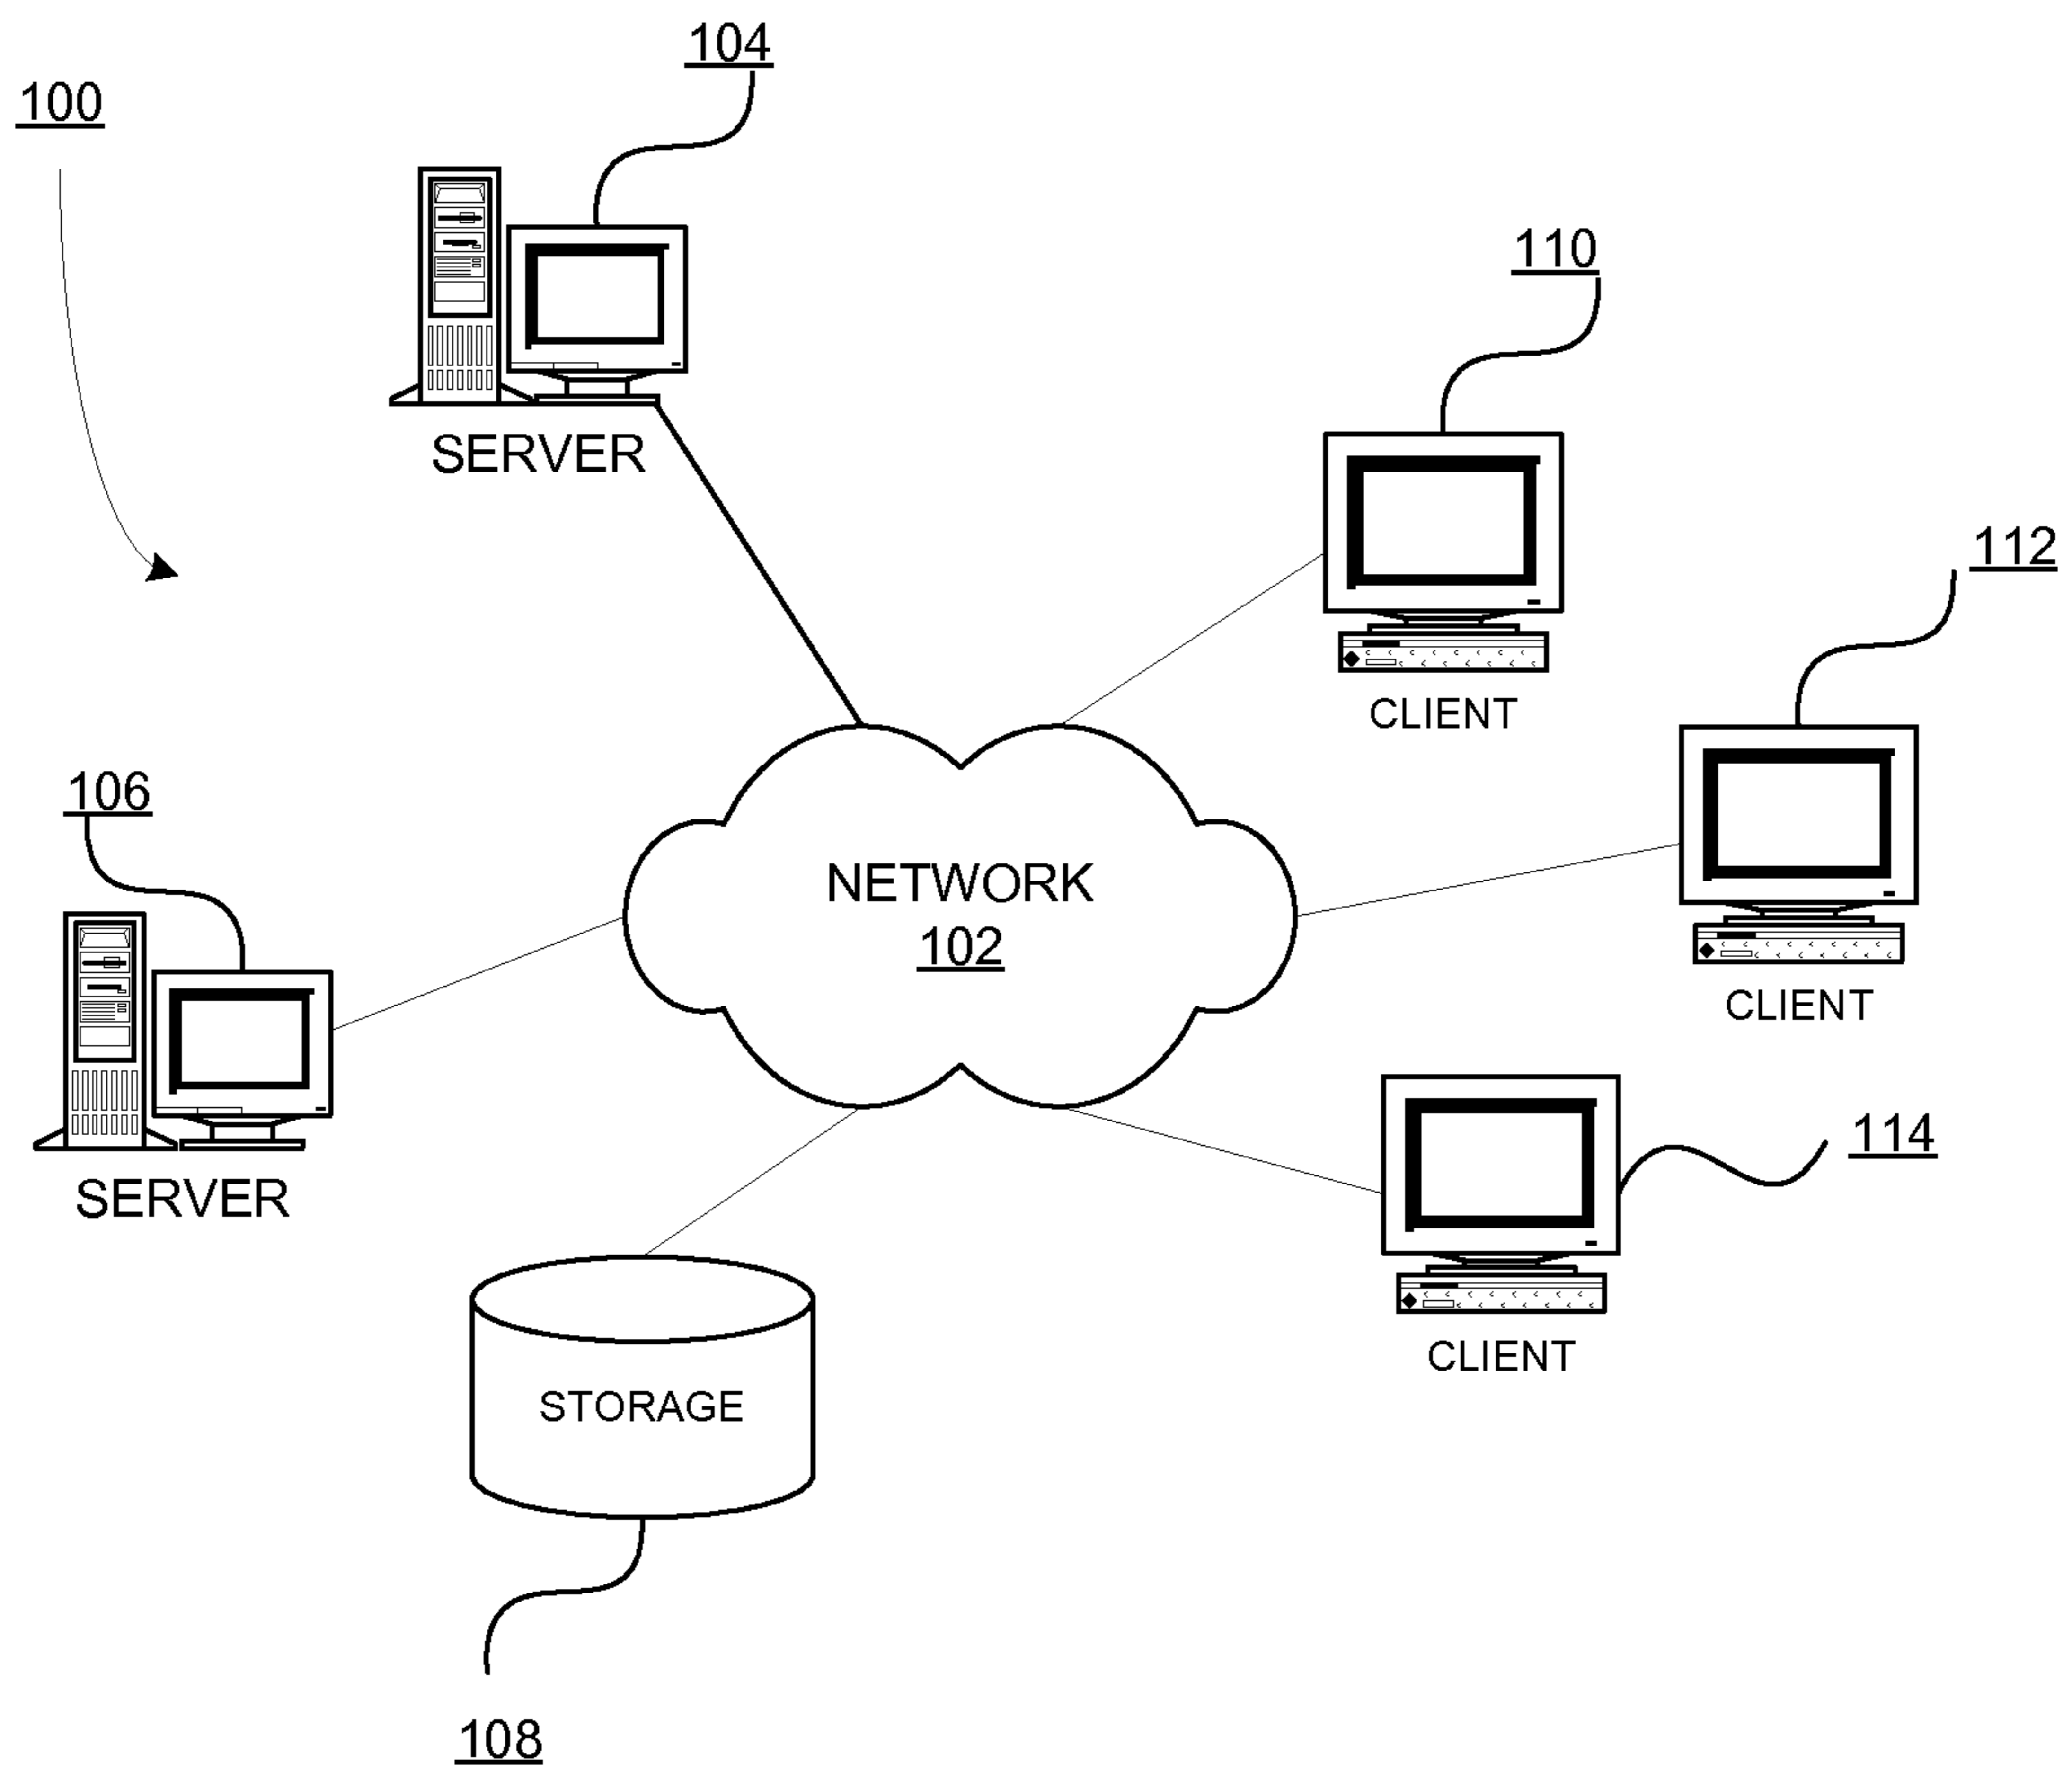 104
100
SERVER
110
CLIENT
112
CLIENT
106
SERVER
NETWORK
102
114
CLIENT
STORAGE
108